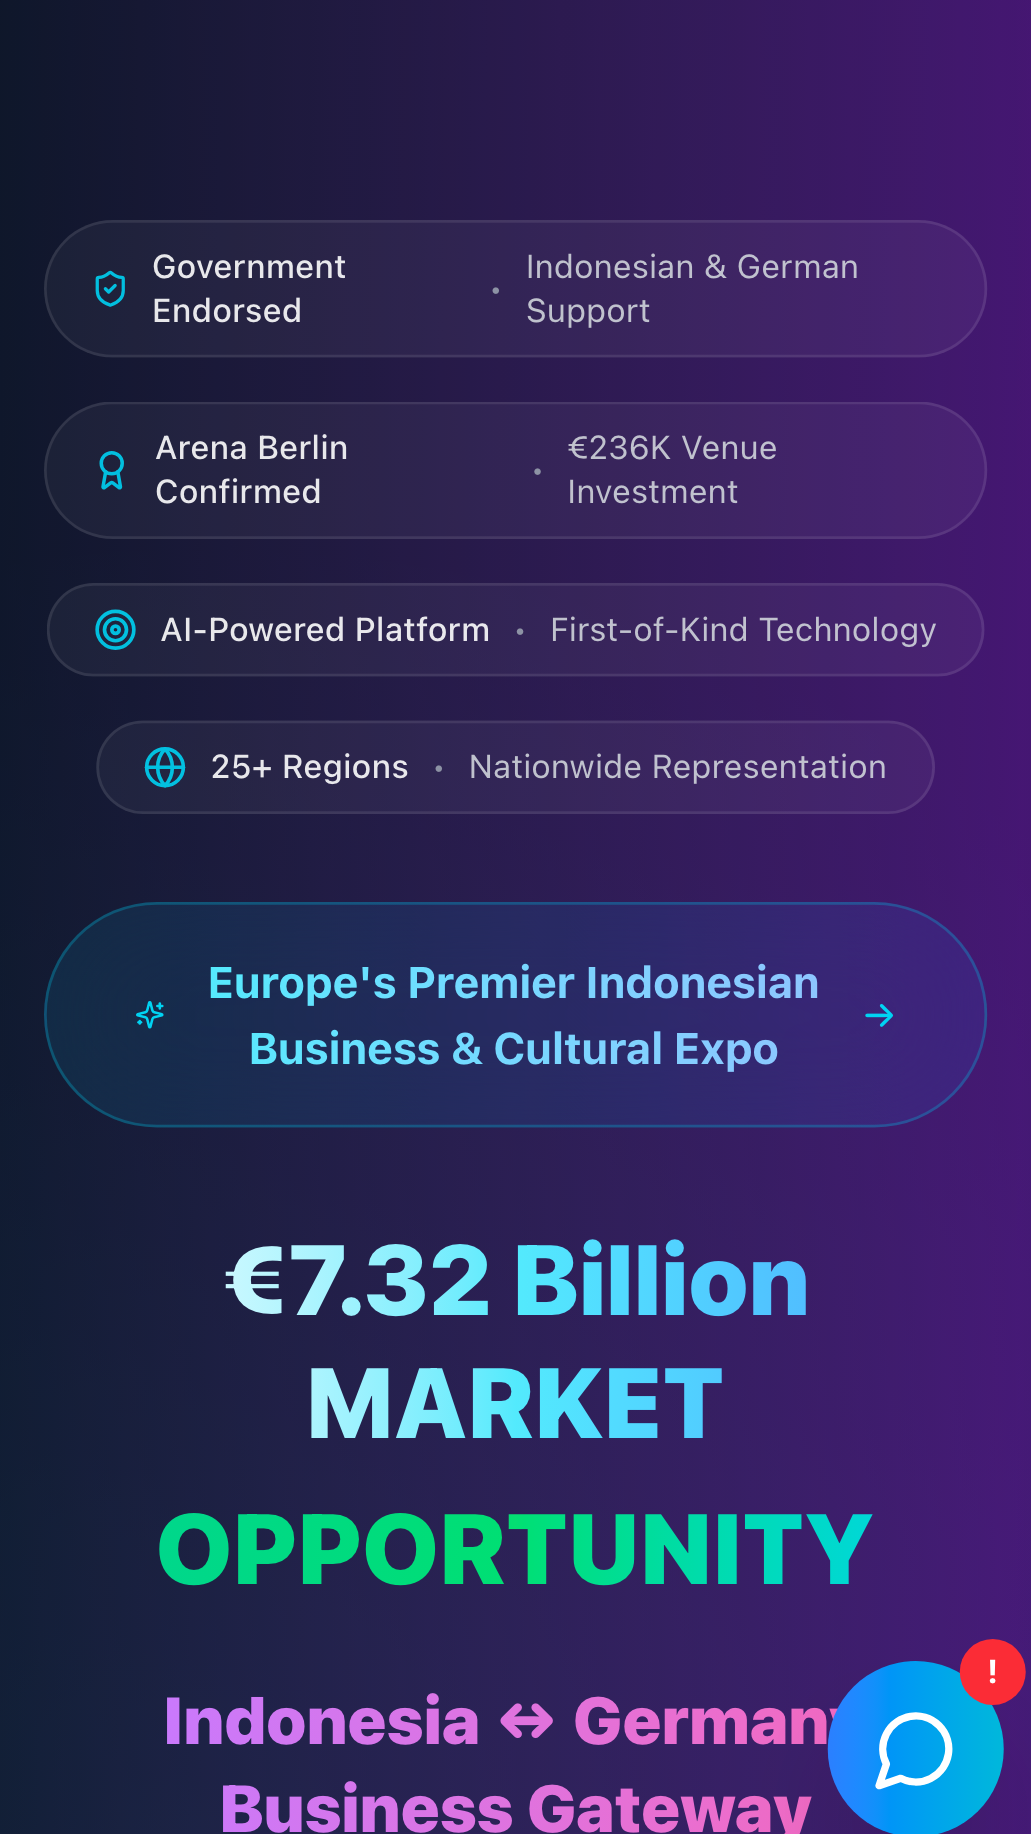 Government
Endorsed
•
Indonesian & German
Support
Arena Berlin
Confirmed
•
€236K Venue
Investment
AI-Powered Platform • First-of-Kind Technology
25+ Regions • Nationwide Representation
Europe's Premier Indonesian
Business & Cultural Expo
€7.32 Billion
MARKET
OPPORTUNITY
!
Indonesia ↔ Germany
Business Gateway